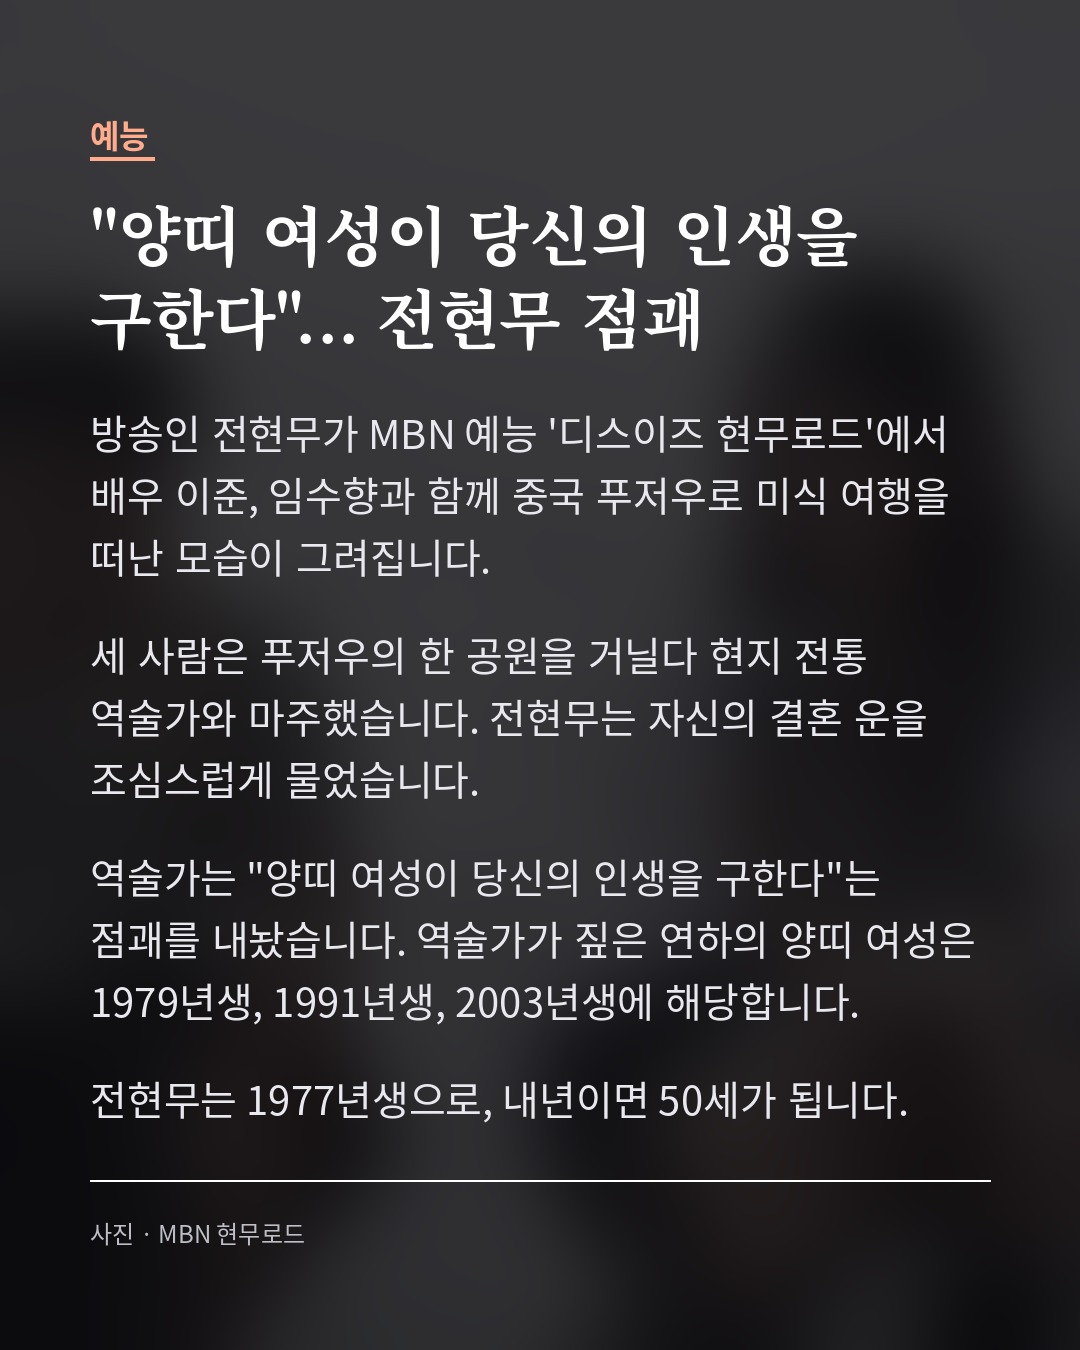 예능
"양띠 여성이 당신의 인생을
구한다"... 전현무 점괘
방송인 전현무가 MBN 예능 '디스이즈 현무로드'에서
배우 이준, 임수향과 함께 중국 푸저우로 미식 여행을
떠난 모습이 그려집니다.
세 사람은 푸저우의 한 공원을 거닐다 현지 전통
역술가와 마주했습니다. 전현무는 자신의 결혼 운을
조심스럽게 물었습니다.
역술가는 "양띠 여성이 당신의 인생을 구한다"는
점괘를 내놨습니다. 역술가가 짚은 연하의 양띠 여성은
1979년생, 1991년생, 2003년생에 해당합니다.
전현무는 1977년생으로, 내년이면 50세가 됩니다.
사진 · MBN 현무로드